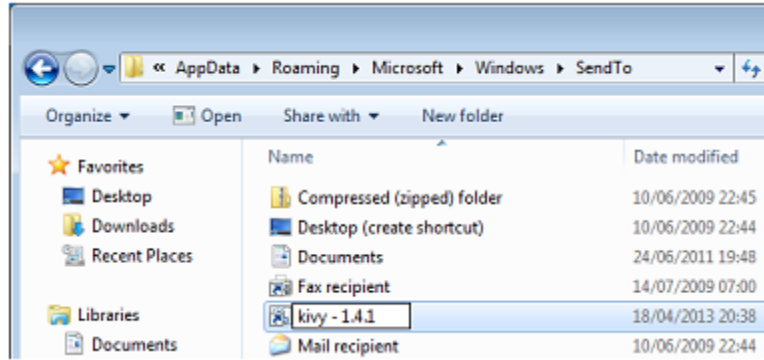 « AppData ▸ Roaming ▸ Microsoft ▸ Windows ▸ SendTo
Organize Open Share with New folder
Favorites
Desktop
Downloads
Recent Places
Libraries
Documents
Name Date modified
Compressed (zipped) folder 10/06/2009 22:45
Desktop (create shortcut) 10/06/2009 22:44
Documents 24/06/2011 19:48
Fax recipient 14/07/2009 07:00
kivy - 1.4.1 18/04/2013 20:38
Mail recipient 10/06/2009 22:44